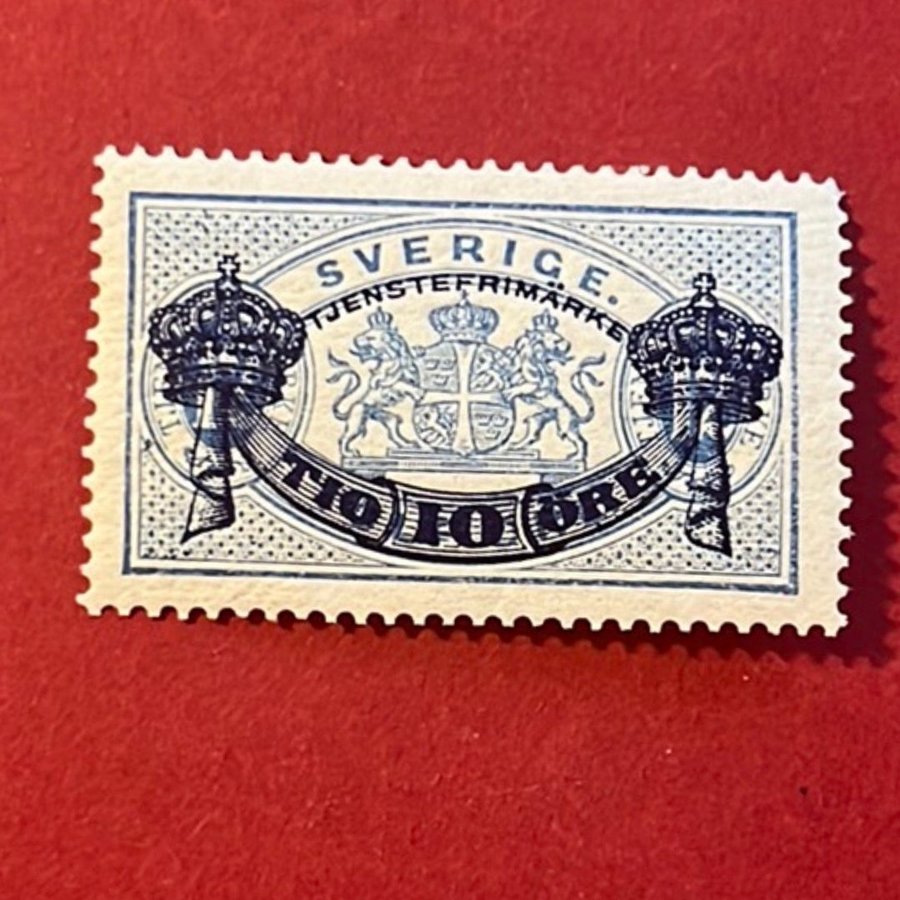 SVERIGE.
TJENSTEFRIMÄRKE
TIO 10 ÖRE